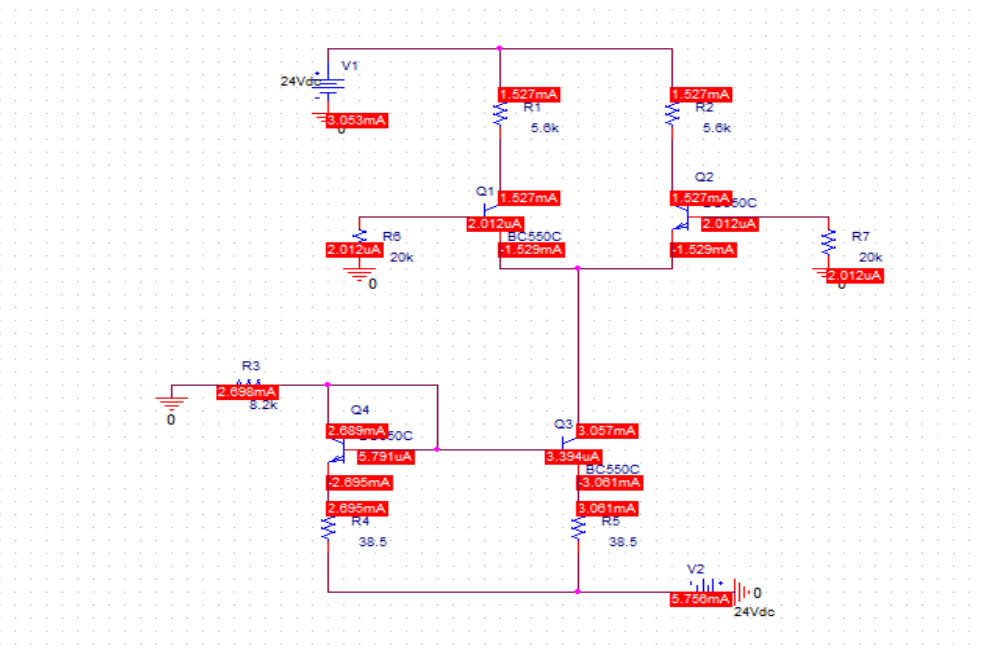 V1
24Vdc
3.053mA
0
1.527mA
R1
5.6k
1.527mA
R2
5.6k
Q1
1.527mA
2.012uA
BC550C
-1.529mA
Q2
1.527mA
2.012uA
-1.529mA
R6
2.012uA
20k
0
R7
20k
2.012uA
0
R3
2.698mA
8.2k
0
Q4
2.689mA
5.791uA
-2.695mA
2.695mA
R4
38.5
Q3
3.057mA
3.394uA
BC550C
-3.061mA
3.061mA
R5
38.5
V2
5.756mA
0
24Vdc